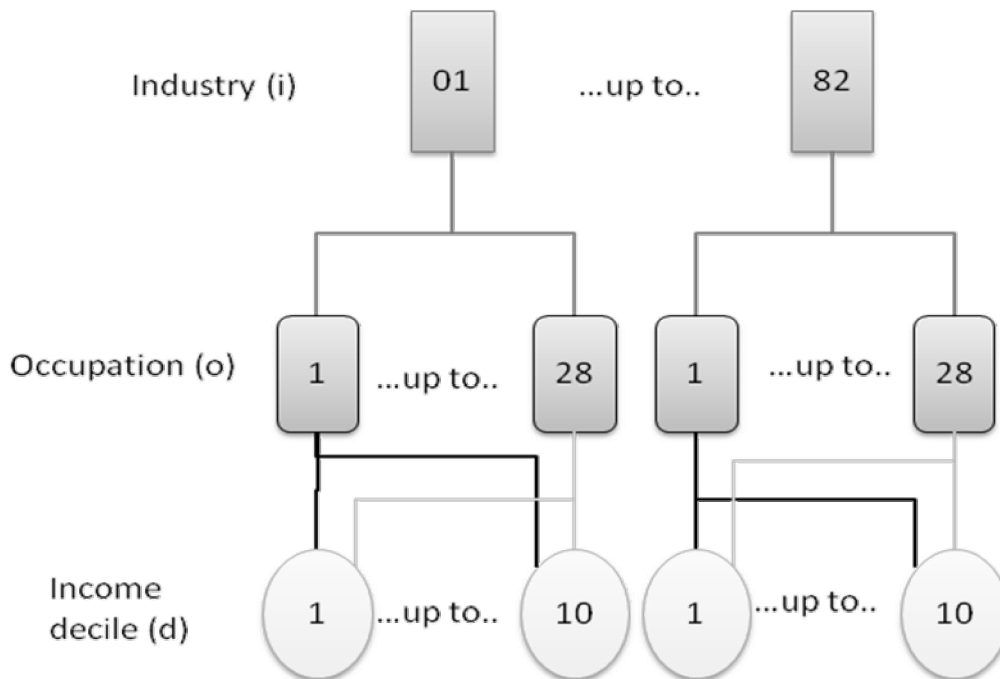 Industry (i) 01 ...up to.. 82
Occupation (o) 1 ...up to.. 28 1 ...up to.. 28
Income
decile (d) 1 ...up to.. 10 1 ...up to.. 10